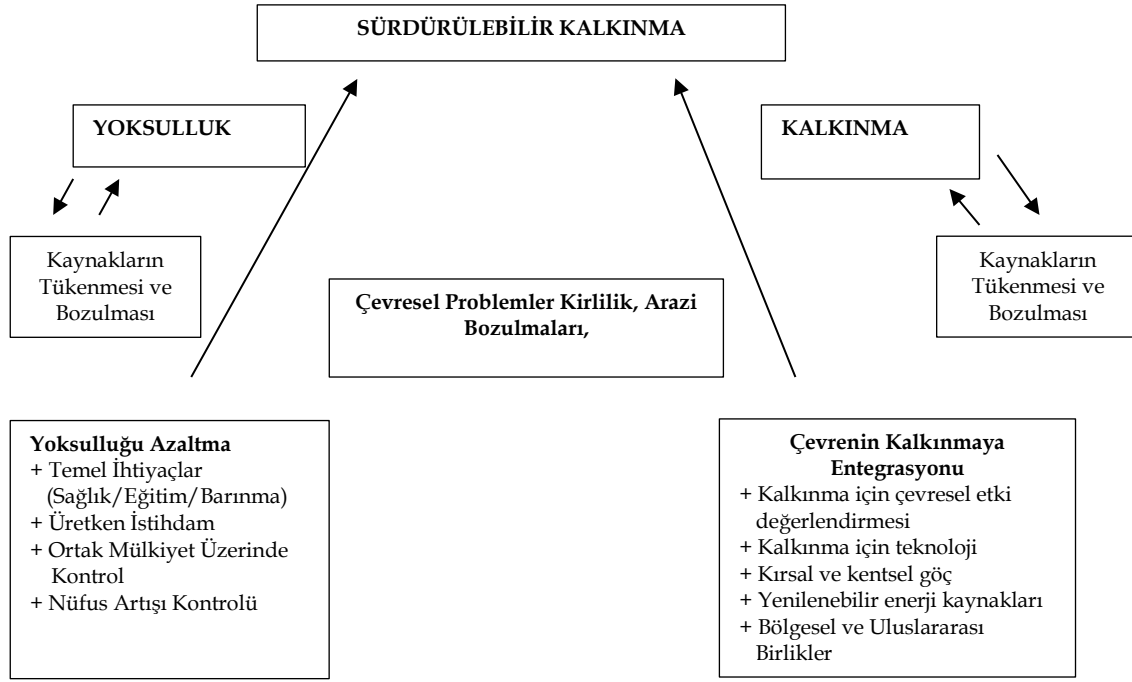 SÜRDÜRÜLEBİLİR KALKINMA
YOKSULLUK
KALKINMA
Kaynakların
Tükenmesi ve
Bozulması
Çevresel Problemler Kirlilik, Arazi
Bozulmaları,
Kaynakların
Tükenmesi ve
Bozulması
Yoksulluğu Azaltma
+ Temel İhtiyaçlar
(Sağlık/Eğitim/Barınma)
+ Üretken İstihdam
+ Ortak Mülkiyet Üzerinde
Kontrol
+ Nüfus Artışı Kontrolü
Çevrenin Kalkınmaya
Entegrasyonu
+ Kalkınma için çevresel etki
değerlendirmesi
+ Kalkınma için teknoloji
+ Kırsal ve kentsel göç
+ Yenilenebilir enerji kaynakları
+ Bölgesel ve Uluslararası
Birlikler